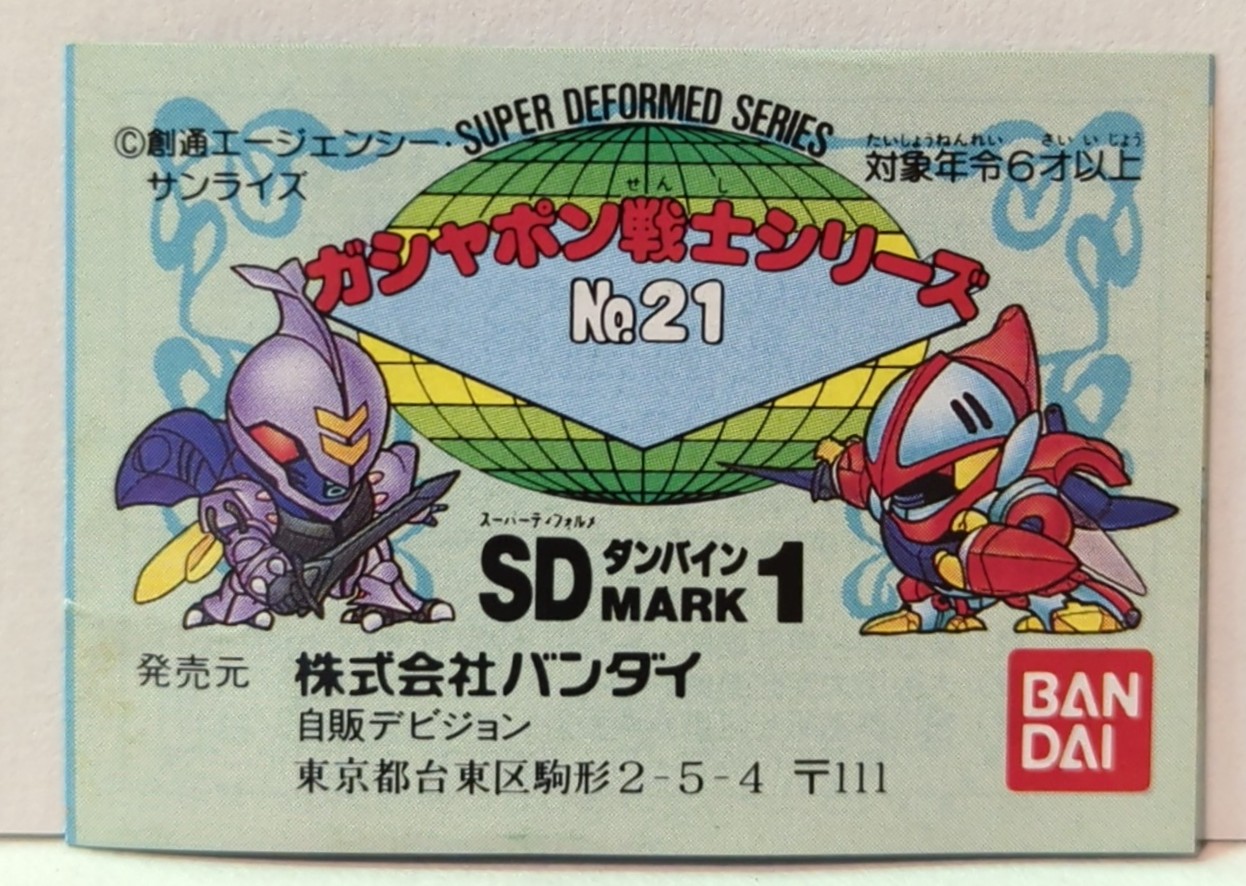 SUPER DEFORMED SERIES
©創通エージェンシー・
サンライズ
たいしょうねんれい さい いじょう
対象年令6才以上
せんし
ガシャポン戦士シリーズ
No.21
スーパーディフォルメ
SDダンバイン
MARK 1
発売元 株式会社バンダイ
自販デビジョン
東京都台東区駒形2-5-4 〒111
BAN
DAI